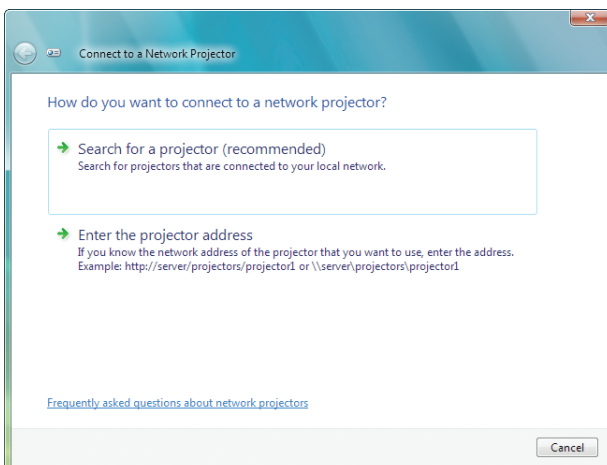 Connect to a Network Projector
How do you want to connect to a network projector?
Search for a projector (recommended)
Search for projectors that are connected to your local network.
Enter the projector address
If you know the network address of the projector that you want to use, enter the address.
Example: http://server/projectors/projector1 or \\server\projectors\projector1
Frequently asked questions about network projectors
Cancel